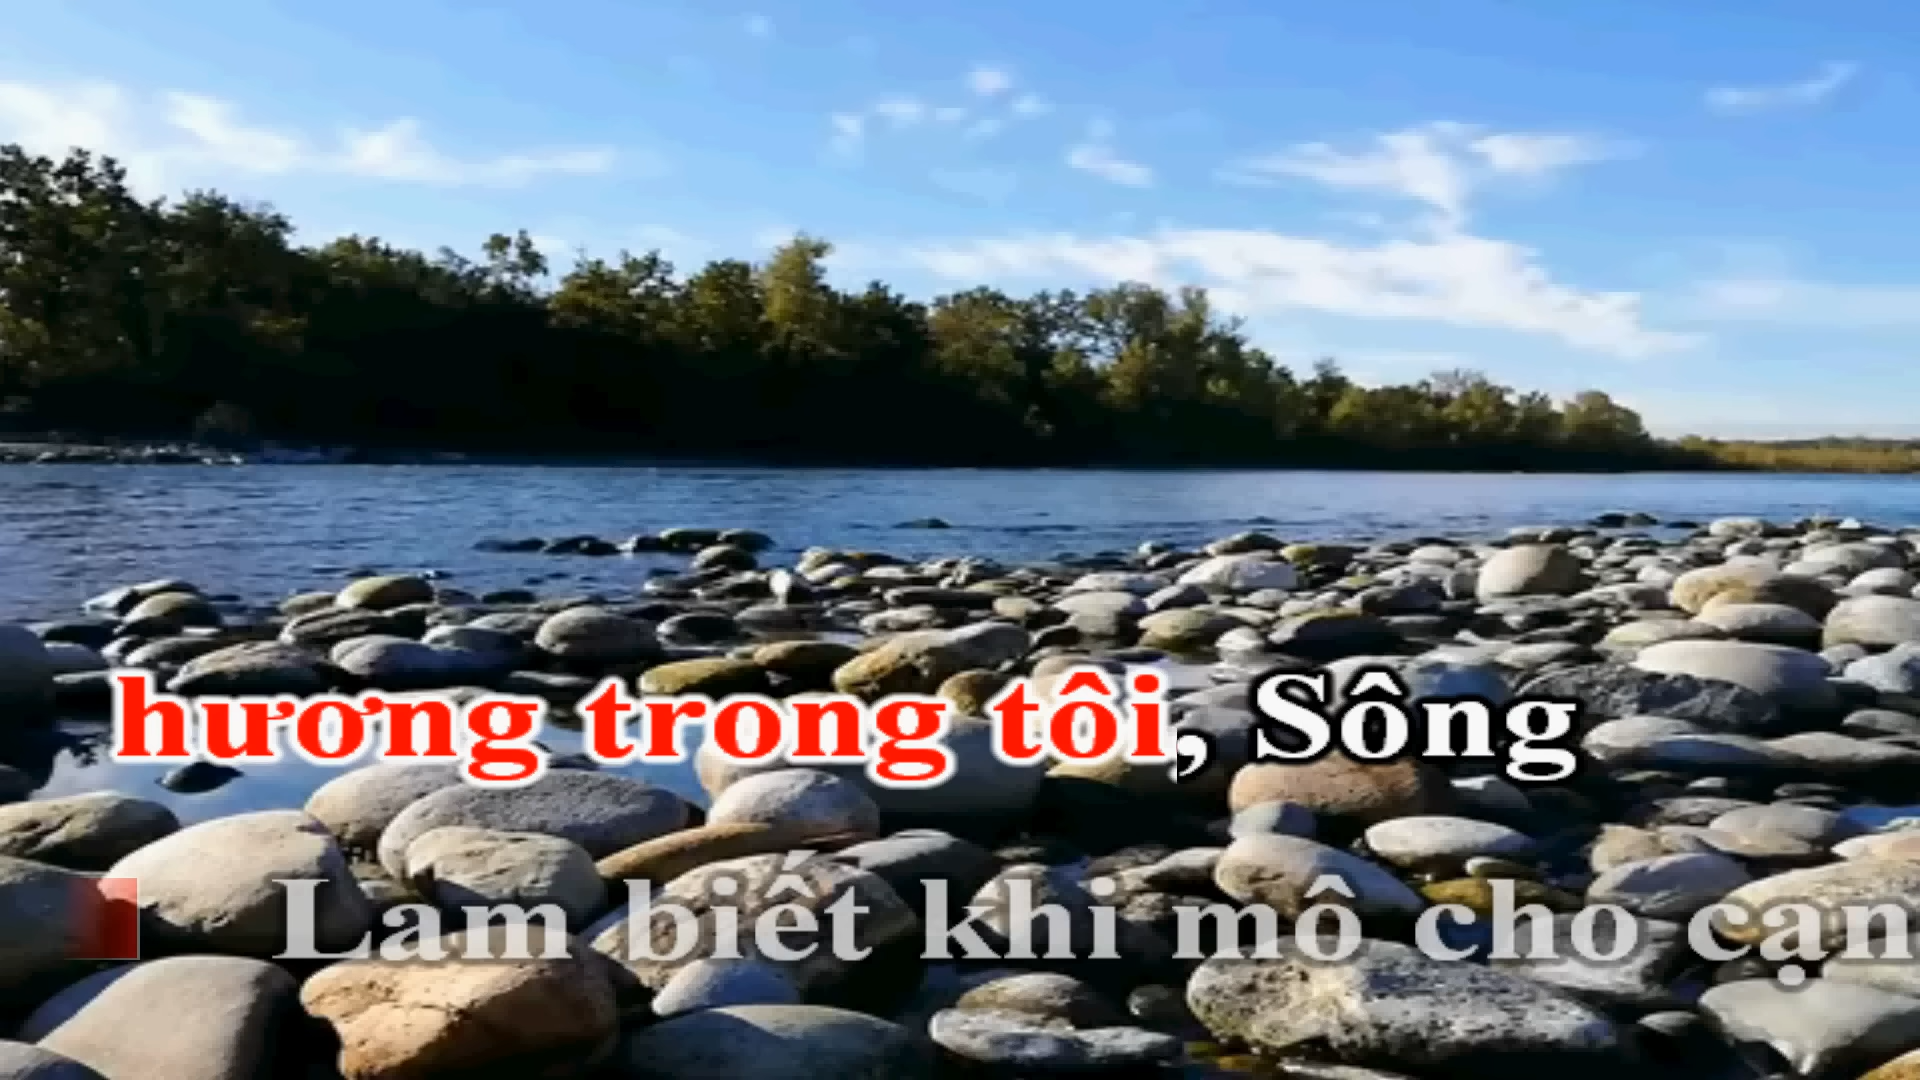 hương trong tôi, Sông
Lam biết khi mô cho cạn